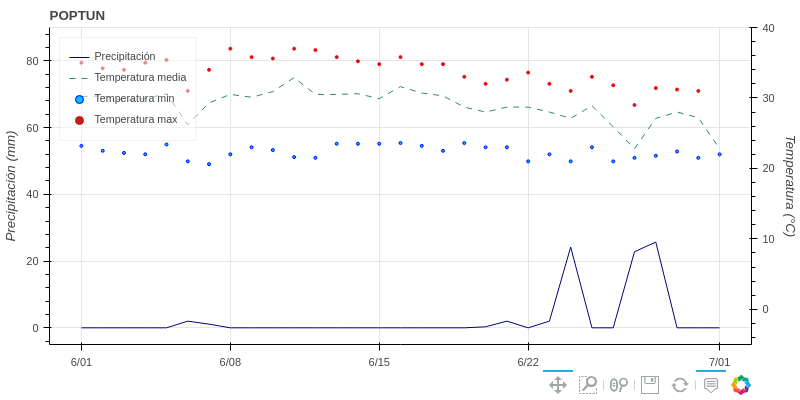 POPTUN
Precipitación
Temperatura media
Temperatura min
Temperatura max
80
60
40
20
0
Precipitación (mm)
40
30
20
10
0
Temperatura (°C)
6/01
6/08
6/15
6/22
7/01